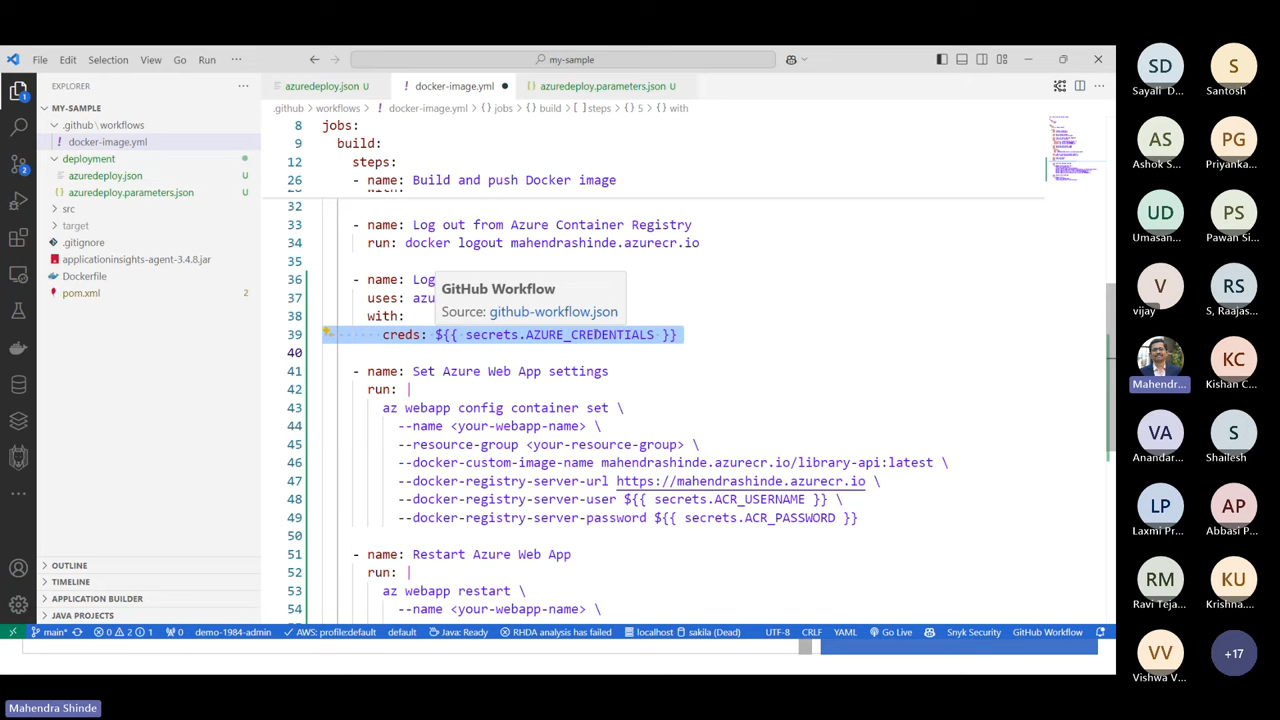 File Edit Selection View Go Run ...
my-sample
EXPLORER
MY-SAMPLE
.github\workflows
docker-image.yml
deployment
azuredeploy.json U
azuredeploy.parameters.json U
src
target
.gitignore
applicationinsights-agent-3.4.8.jar
Dockerfile
pom.xml 2
OUTLINE
TIMELINE
APPLICATION BUILDER
JAVA PROJECTS
azuredeploy.json U
docker-image.yml
azuredeploy.parameters.json U
.github > workflows > docker-image.yml > {} jobs > {} build > [ ] steps > {} 5 > {} with
8 jobs:
9 build:
12 steps:
26 name: Build and push Docker image
32
33 - name: Log out from Azure Container Registry
34 run: docker logout mahendrashinde.azurecr.io
35
36 - name: Log
37 uses: azu
38 with:
39 creds: ${{ secrets.AZURE_CREDENTIALS }}
GitHub Workflow
Source: github-workflow.json
40
41 - name: Set Azure Web App settings
42 run: |
43 az webapp config container set \
44 --name <your-webapp-name> \
45 --resource-group <your-resource-group> \
46 --docker-custom-image-name mahendrashinde.azurecr.io/library-api:latest \
47 --docker-registry-server-url https://mahendrashinde.azurecr.io \
48 --docker-registry-server-user ${{ secrets.ACR_USERNAME }} \
49 --docker-registry-server-password ${{ secrets.ACR_PASSWORD }}
50
51 - name: Restart Azure Web App
52 run: |
53 az webapp restart \
54 --name <your-webapp-name> \
main* 0 2 1 0 demo-1984-admin AWS: profile:default default Java: Ready RHDA analysis has failed localhost sakila (Dead) UTF-8 CRLF YAML Go Live Snyk Security GitHub Workflow
SD
Sayali D...
S
Santosh
AS
Ashok S...
PG
Priyanka...
UD
Umasan...
PS
Pawan Si...
V
vijay
RS
S, Raajas...
Mahendr...
KC
Kishan C...
VA
Anandar...
S
Shailesh
LP
Laxmi Pr...
AP
Abbasi P...
RM
Ravi Teja...
KU
Krishna...
VV
Vishwa V...
+17
Mahendra Shinde